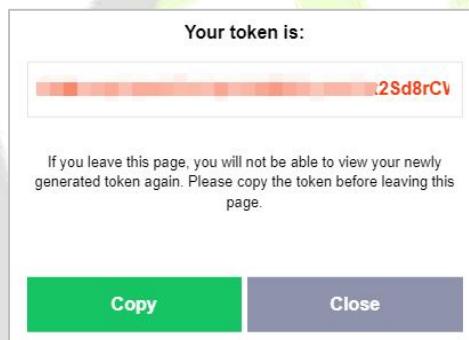 Your token is:
2Sd8rCV
If you leave this page, you will not be able to view your newly
generated token again. Please copy the token before leaving this
page.
Copy
Close